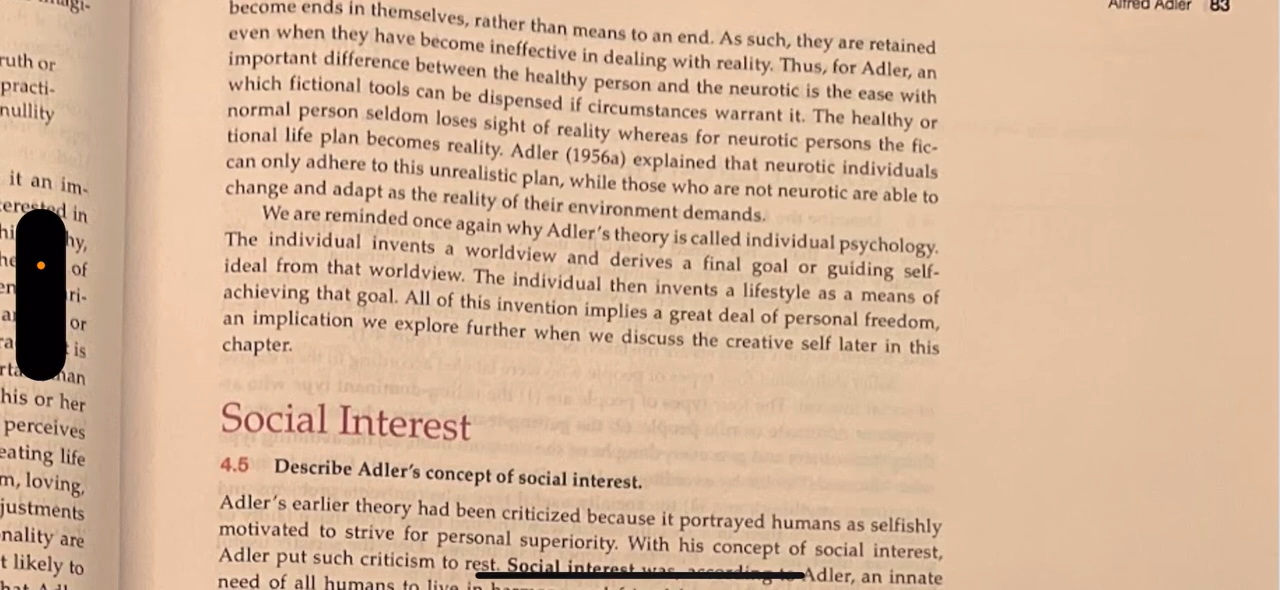 ruth or
practi-
nullity
it an im-
in
of
or
is
his or her
perceives
eating life
m, loving,
justments
nality are
t likely to
Alfred Adler 83
become ends in themselves, rather than means to an end. As such, they are retained
even when they have become ineffective in dealing with reality. Thus, for Adler, an
important difference between the healthy person and the neurotic is the ease with
which fictional tools can be dispensed if circumstances warrant it. The healthy or
normal person seldom loses sight of reality whereas for neurotic persons the fic-
tional life plan becomes reality. Adler (1956a) explained that neurotic individuals
can only adhere to this unrealistic plan, while those who are not neurotic are able to
change and adapt as the reality of their environment demands.
We are reminded once again why Adler's theory is called individual psychology.
The individual invents a worldview and derives a final goal or guiding self-
ideal from that worldview. The individual then invents a lifestyle as a means of
achieving that goal. All of this invention implies a great deal of personal freedom,
an implication we explore further when we discuss the creative self later in this
chapter.
Social Interest
4.5 Describe Adler's concept of social interest.
Adler's earlier theory had been criticized because it portrayed humans as selfishly
motivated to strive for personal superiority. With his concept of social interest,
Adler put such criticism to rest. Social interest was, according to Adler, an innate
need of all humans to live in